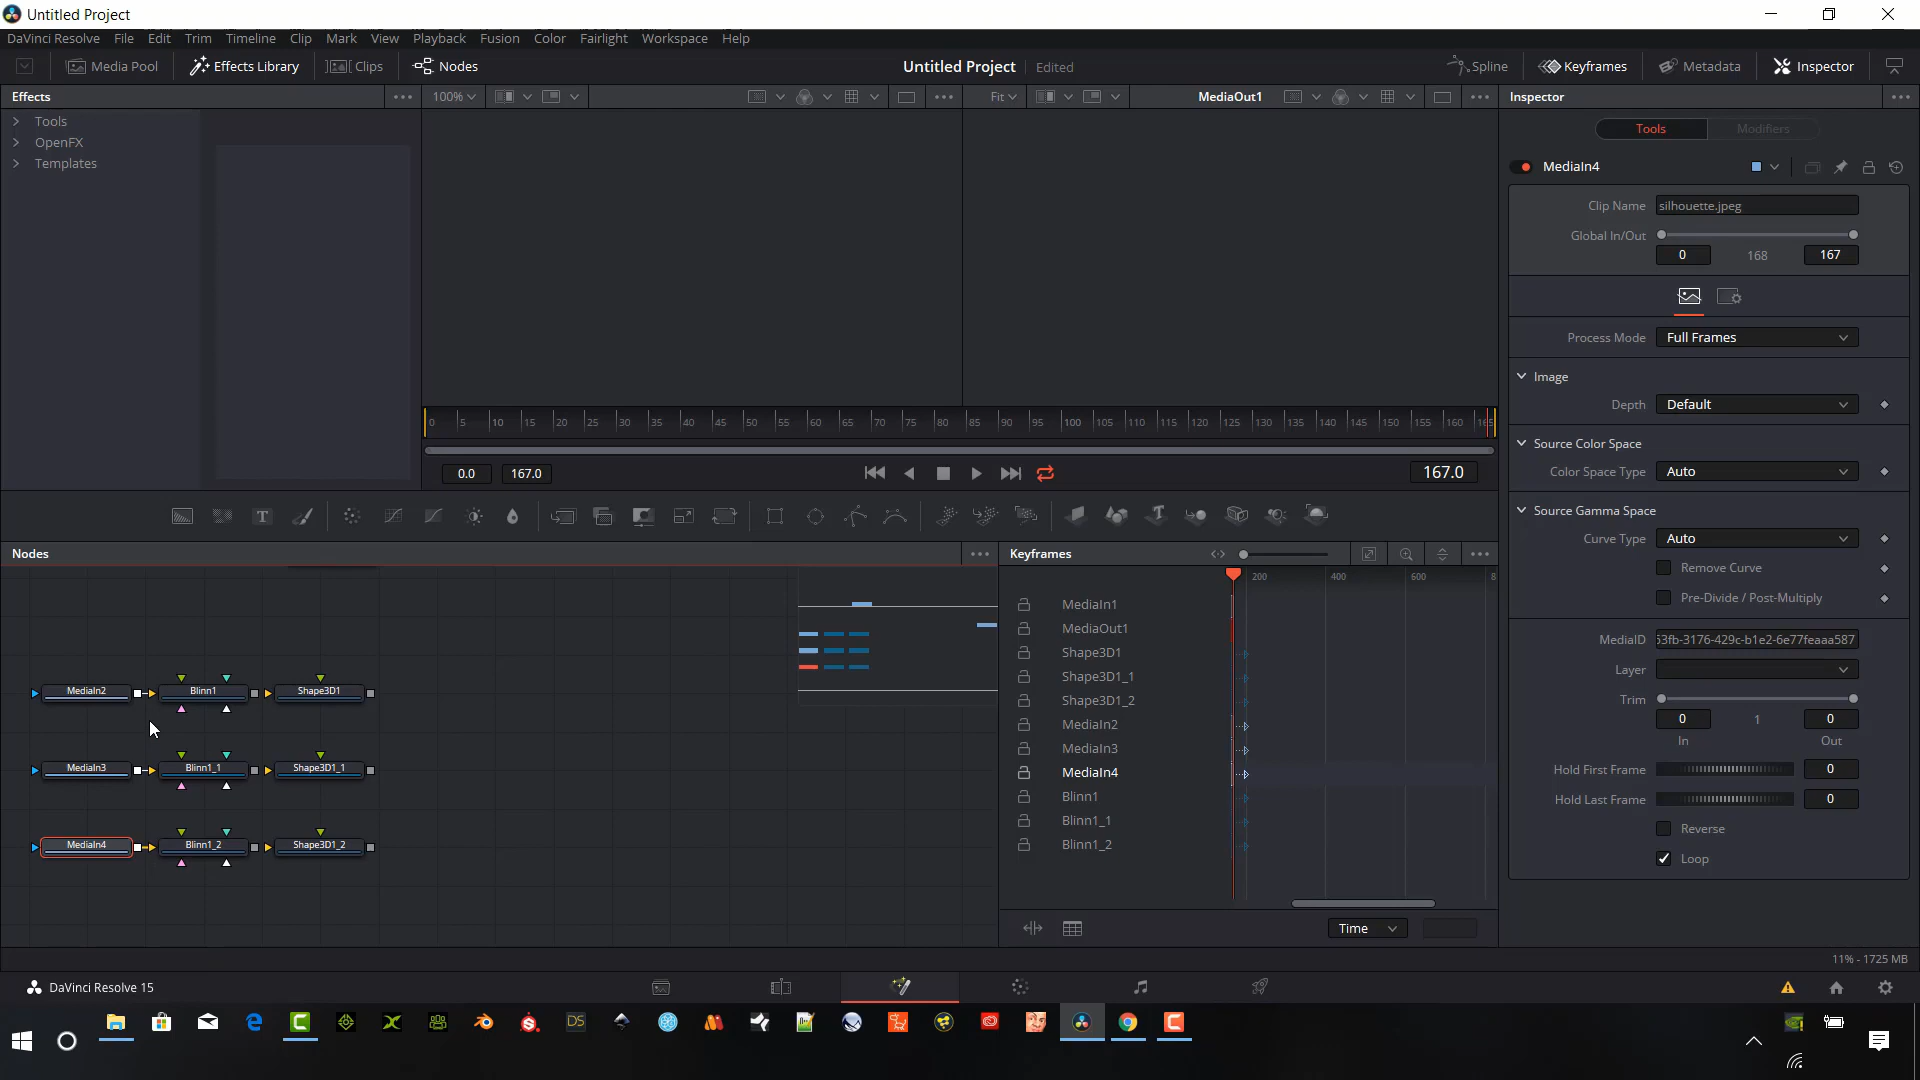 Untitled Project
DaVinci Resolve File Edit Trim Timeline Clip Mark View Playback Fusion Color Fairlight Workspace Help
Media Pool Effects Library Clips Nodes Untitled Project Edited Spline Keyframes Metadata Inspector
Effects 100% Fit MediaOut1 Inspector
Tools
OpenFX
Templates
Tools Modifiers
MediaIn4
Clip Name silhouette.jpeg
Global In/Out
0 168 167
Process Mode Full Frames
Image
Depth Default
0 5 10 15 20 25 30 35 40 45 50 55 60 65 70 75 80 85 90 95 100 105 110 115 120 125 130 135 140 145 150 155 160 165
0.0 167.0 167.0
Source Color Space
Color Space Type Auto
Source Gamma Space
Curve Type Auto
Remove Curve
Pre-Divide / Post-Multiply
MediaID 53fb-3176-429c-b1e2-6e77feaaa587
Layer
Trim
0 1 0
In Out
Hold First Frame 0
Hold Last Frame 0
Reverse
Loop
Nodes
MediaIn2 Blinn1 Shape3D1
MediaIn3 Blinn1_1 Shape3D1_1
MediaIn4 Blinn1_2 Shape3D1_2
Keyframes
200 400 600 8
MediaIn1
MediaOut1
Shape3D1
Shape3D1_1
Shape3D1_2
MediaIn2
MediaIn3
MediaIn4
Blinn1
Blinn1_1
Blinn1_2
Time
11% - 1725 MB
DaVinci Resolve 15
DS